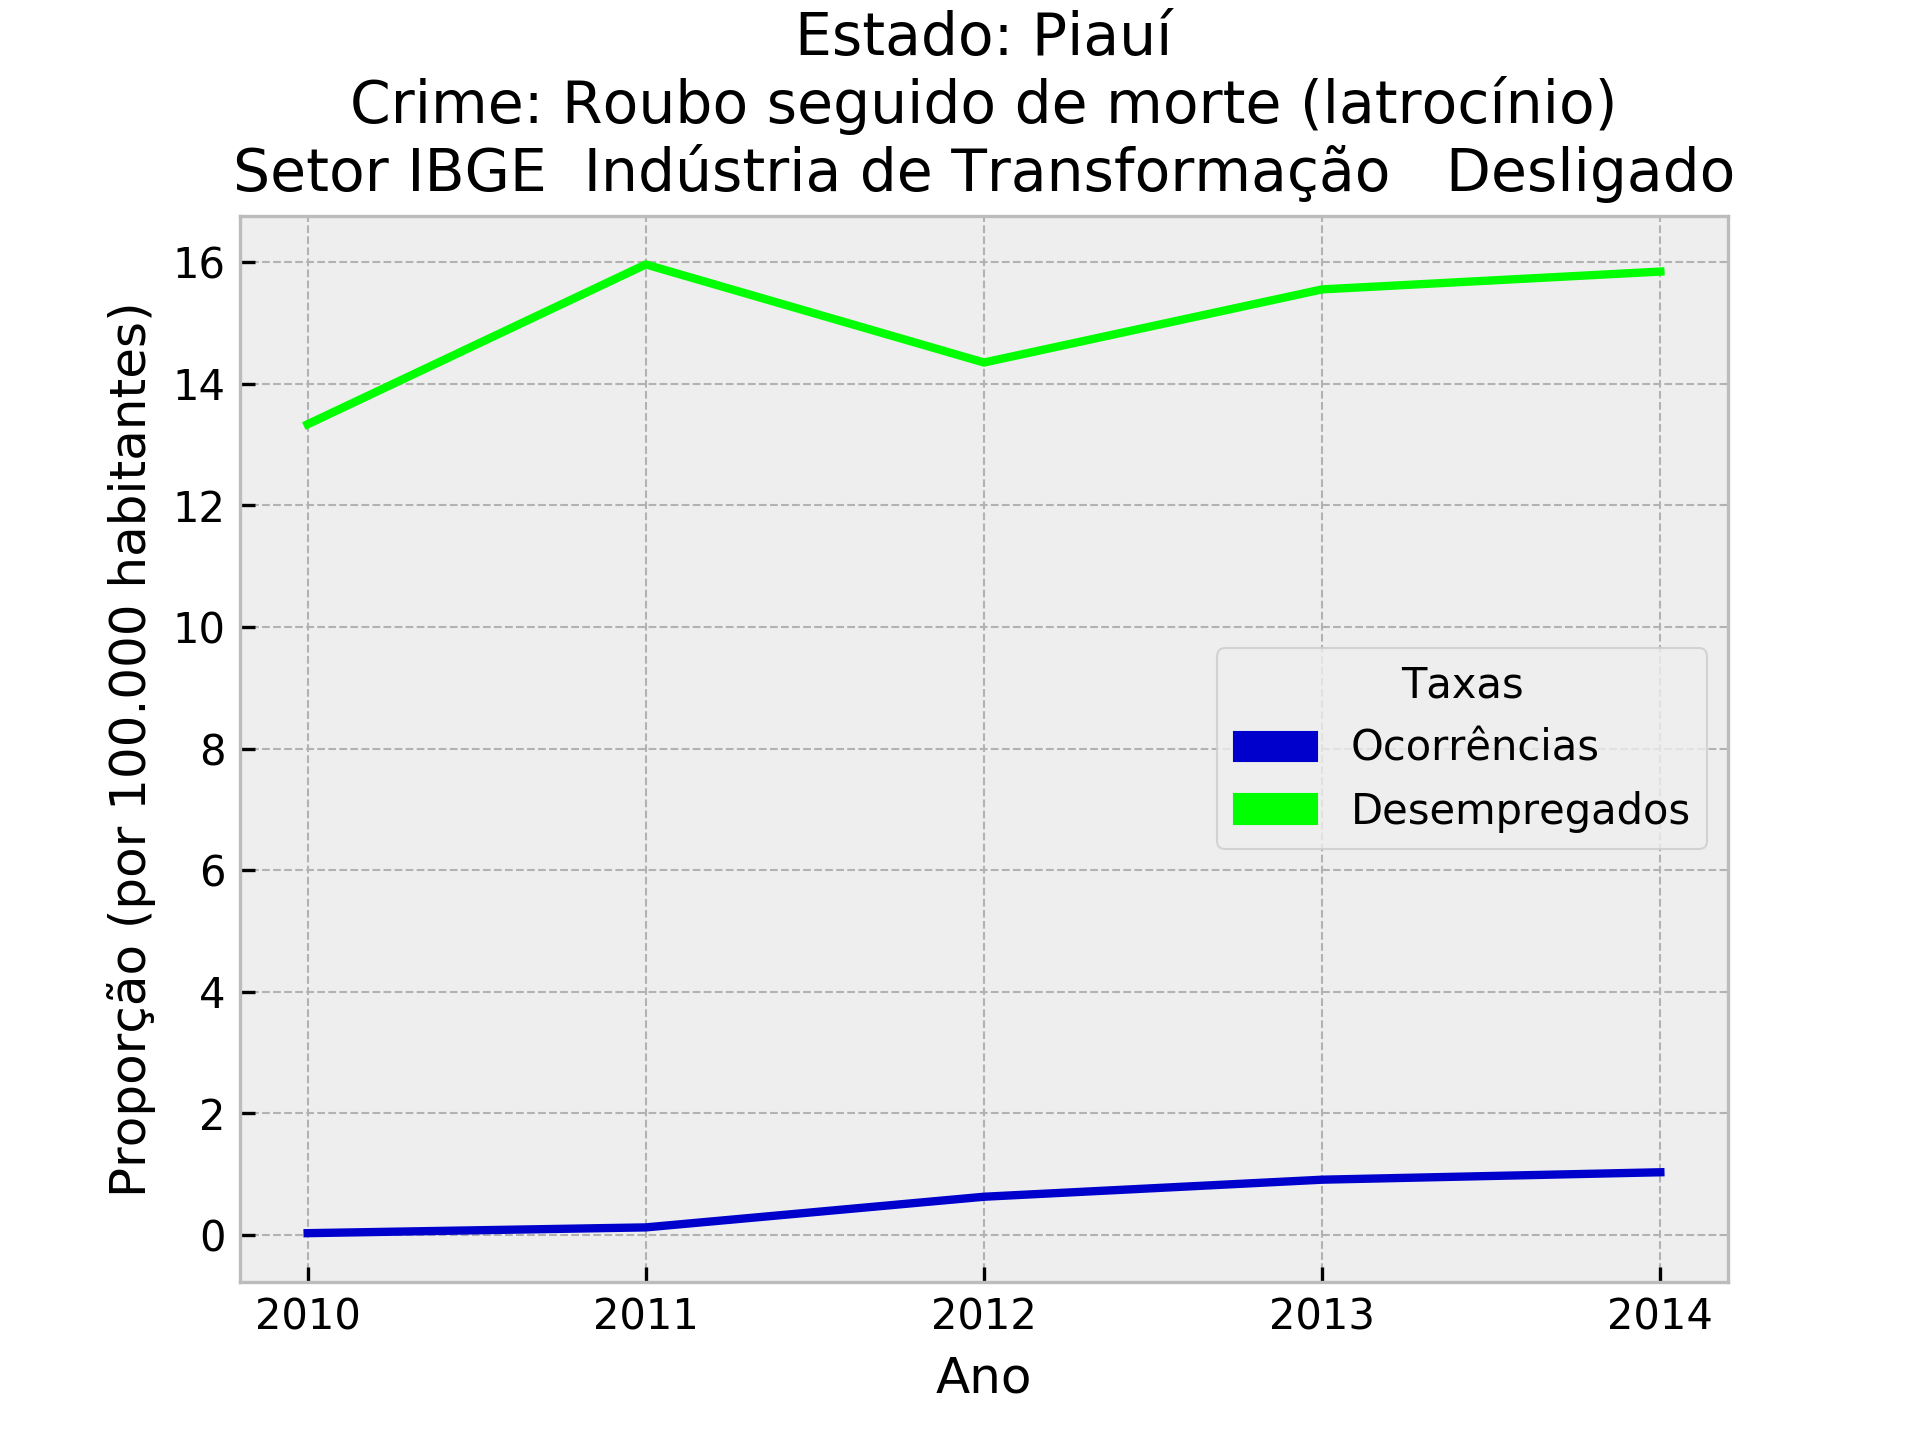 Estado: Piauí
Crime: Roubo seguido de morte (latrocínio)
Setor IBGE  Indústria de Transformação   Desligado
Proporção (por 100.000 habitantes)
16
14
12
10
8
6
4
2
0
Taxas
Ocorrências
Desempregados
2010 2011 2012 2013 2014
Ano